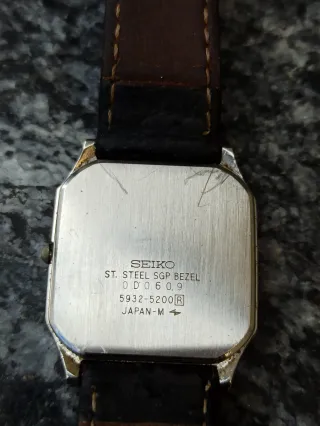 SEIKO
ST. STEEL SGP BEZEL
0D0609
5932-5200 R
JAPAN-M